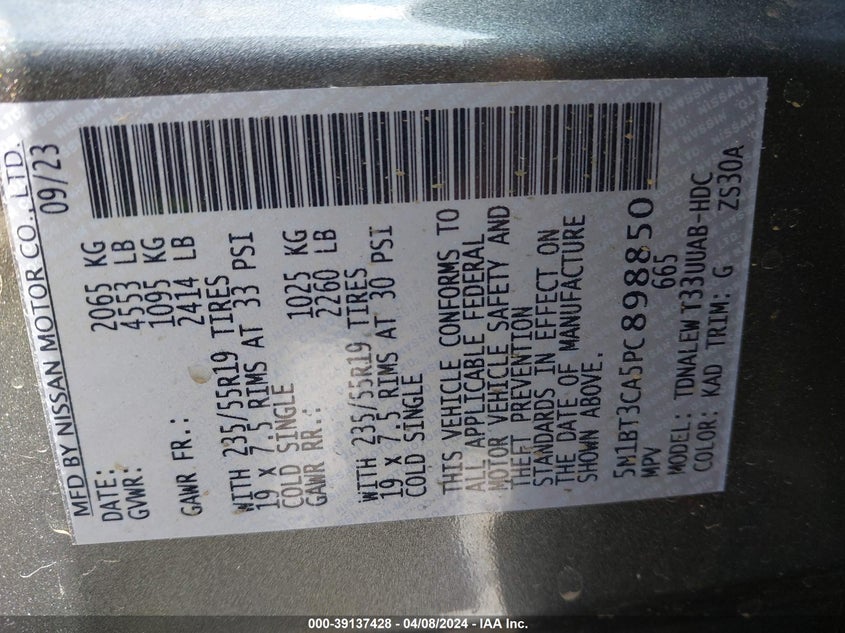 MFD BY NISSAN MOTOR CO., LTD.
DATE: 09/23
GVWR: 2065 KG
4553 LB
GAWR FR.: 1095 KG
2414 LB
WITH 235/55R19 TIRES
19 X 7.5 RIMS AT 33 PSI
COLD SINGLE
GAWR RR.: 1025 KG
2260 LB
WITH 235/55R19 TIRES
19 X 7.5 RIMS AT 30 PSI
COLD SINGLE
THIS VEHICLE CONFORMS TO
ALL APPLICABLE FEDERAL
MOTOR VEHICLE SAFETY AND
THEFT PREVENTION
STANDARDS IN EFFECT ON
THE DATE OF MANUFACTURE
SHOWN ABOVE.
5N1BT3CA5PC898850
MPV 665
MODEL: TDNALEW T33UUAB-HDC
COLOR: KAD TRIM: G ZS30A
000-39137428 - 04/08/2024 - IAA Inc.